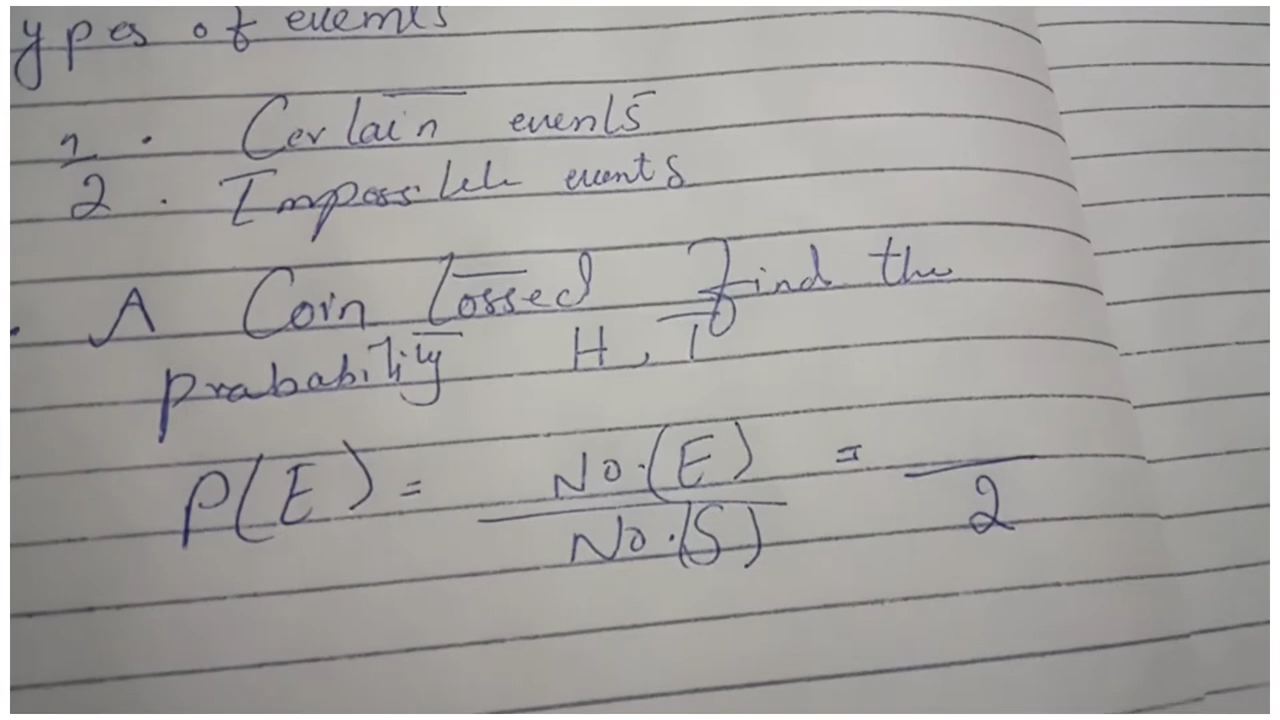 ypes of events
1. Certain events
2. Impossible events
. A Coin tossed find the
probability H, T
P(E) = No.(E) / No.(S) = / 2